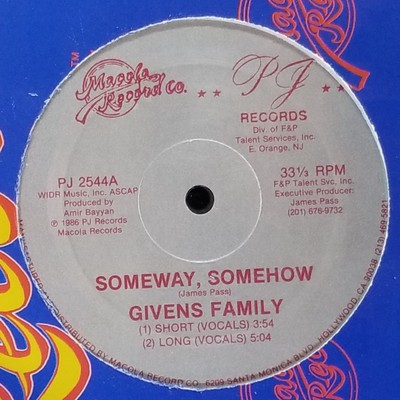 Macola
Record Co.
PJ
RECORDS
Div. of F&P
Talent Services, Inc.
E. Orange, NJ
PJ 2544A
WIDR Music, Inc. ASCAP
Produced by
Amir Bayyan
℗ 1986 PJ Records
Macola Records
33⅓ RPM
F&P Talent Svc, Inc.
Executive Producer:
James Pass
(201) 676-9732
SOMEWAY, SOMEHOW
(James Pass)
GIVENS FAMILY
(1) SHORT (VOCALS) 3:54
(2) LONG (VOCALS) 5:04
DISTRIBUTED BY MACOLA RECORD CO., 6209 SANTA MONICA BLVD., HOLLYWOOD, CA 90038 (213) 469-5821